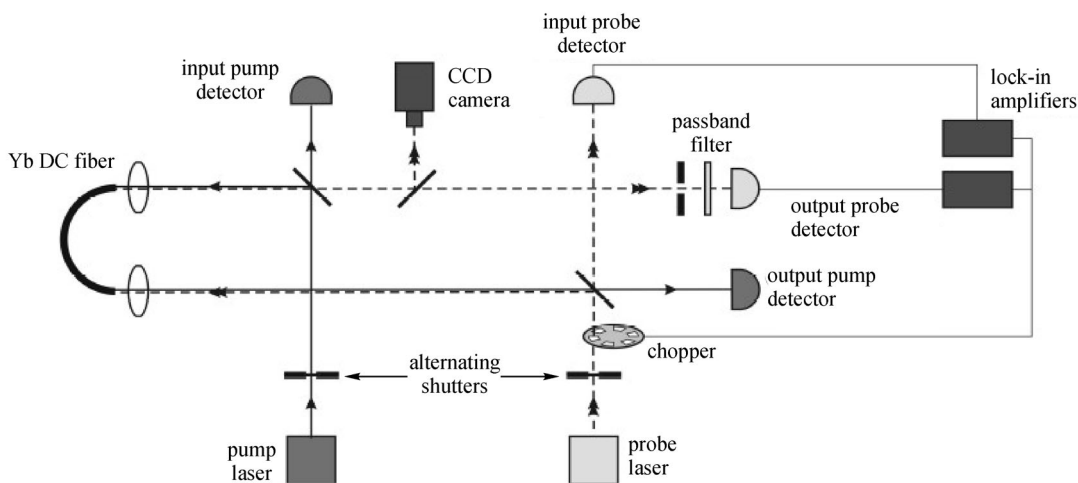 input probe
detector
input pump
detector
CCD
camera
lock-in
amplifiers
passband
filter
Yb DC fiber
output probe
detector
output pump
detector
chopper
alternating
shutters
pump
laser
probe
laser